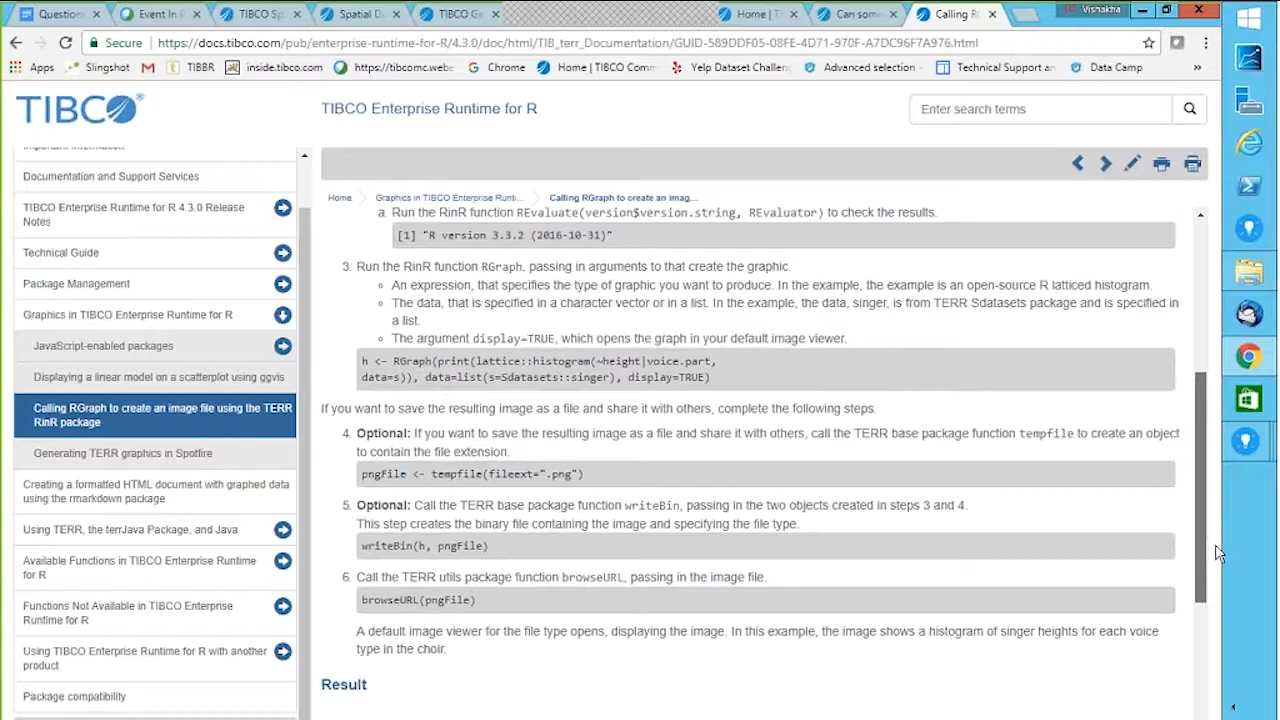 Question
Event In R
TIBCO Sp
Spatial D
TIBCO Ge
Home | T
Can som
Calling R
Vishakha
Secure
https://docs.tibco.com/pub/enterprise-runtime-for-R/4.3.0/doc/html/TIB_terr_Documentation/GUID-589DDF05-08FE-4D71-970F-A7DC96F7A976.html
Apps
Slingshot
TIBBR
inside.tibco.com
https://tibcomc.web
Chrome
Home | TIBCO Comm
Yelp Dataset Challen
Advanced selection
Technical Support an
Data Camp
»
TIBCO®
TIBCO Enterprise Runtime for R
Enter search terms
Important Information
Documentation and Support Services
TIBCO Enterprise Runtime for R 4.3.0 Release
Notes
Technical Guide
Package Management
Graphics in TIBCO Enterprise Runtime for R
JavaScript-enabled packages
Displaying a linear model on a scatterplot using ggvis
Calling RGraph to create an image file using the TERR
RinR package
Generating TERR graphics in Spotfire
Creating a formatted HTML document with graphed data
using the rmarkdown package
Using TERR, the terrJava Package, and Java
Available Functions in TIBCO Enterprise Runtime
for R
Functions Not Available in TIBCO Enterprise
Runtime for R
Using TIBCO Enterprise Runtime for R with another
product
Package compatibility
Home
Graphics in TIBCO Enterprise Runti...
Calling RGraph to create an imag...
a. Run the RinR function REvaluate(version$version.string, REvaluator) to check the results.
[1] "R version 3.3.2 (2016-10-31)"
3. Run the RinR function RGraph, passing in arguments to that create the graphic.
An expression, that specifies the type of graphic you want to produce. In the example, the example is an open-source R latticed histogram.
The data, that is specified in a character vector or in a list. In the example, the data, singer, is from TERR Sdatasets package and is specified in
a list.
The argument display=TRUE, which opens the graph in your default image viewer.
h <- RGraph(print(lattice::histogram(~height|voice.part,
data=s)), data=list(s=Sdatasets::singer), display=TRUE)
If you want to save the resulting image as a file and share it with others, complete the following steps.
4. Optional: If you want to save the resulting image as a file and share it with others, call the TERR base package function tempfile to create an object
to contain the file extension.
pngFile <- tempfile(fileext=".png")
5. Optional: Call the TERR base package function writeBin, passing in the two objects created in steps 3 and 4.
This step creates the binary file containing the image and specifying the file type.
writeBin(h, pngFile)
6. Call the TERR utils package function browseURL, passing in the image file.
browseURL(pngFile)
A default image viewer for the file type opens, displaying the image. In this example, the image shows a histogram of singer heights for each voice
type in the choir.
Result